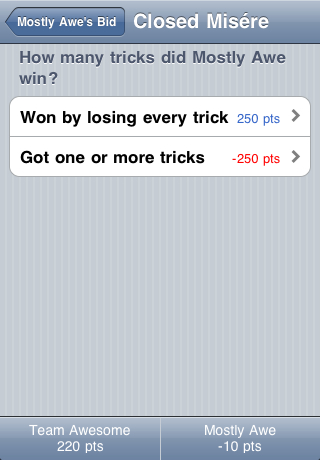 Mostly Awe's Bid
Closed Misére
How many tricks did Mostly Awe
win?
Won by losing every trick 250 pts
Got one or more tricks -250 pts
Team Awesome
220 pts
Mostly Awe
-10 pts